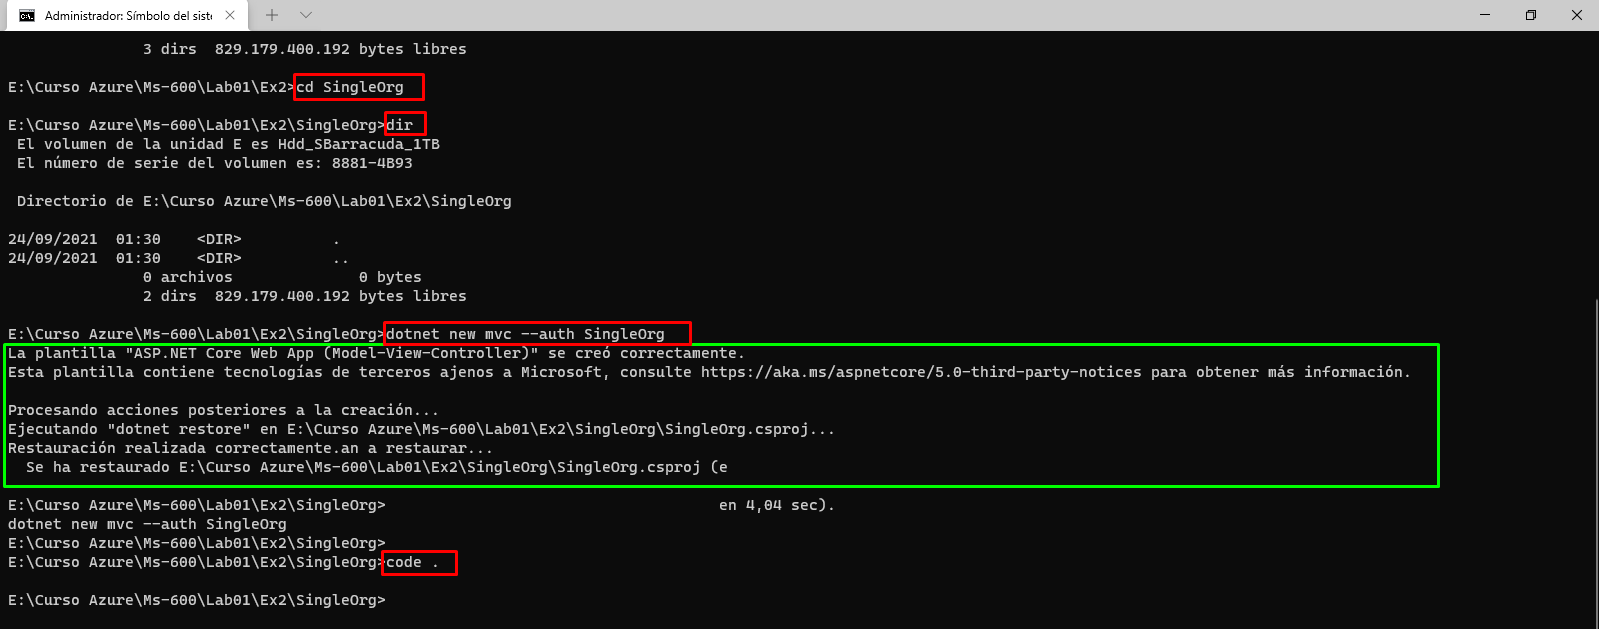 Administrador: Símbolo del siste
3 dirs  829.179.400.192 bytes libres
E:\Curso Azure\Ms-600\Lab01\Ex2>cd SingleOrg
E:\Curso Azure\Ms-600\Lab01\Ex2\SingleOrg>dir
El volumen de la unidad E es Hdd_SBarracuda_1TB
El número de serie del volumen es: 8881-4B93
Directorio de E:\Curso Azure\Ms-600\Lab01\Ex2\SingleOrg
24/09/2021  01:30    <DIR>          .
24/09/2021  01:30    <DIR>          ..
0 archivos              0 bytes
2 dirs  829.179.400.192 bytes libres
E:\Curso Azure\Ms-600\Lab01\Ex2\SingleOrg>dotnet new mvc --auth SingleOrg
La plantilla "ASP.NET Core Web App (Model-View-Controller)" se creó correctamente.
Esta plantilla contiene tecnologías de terceros ajenos a Microsoft, consulte https://aka.ms/aspnetcore/5.0-third-party-notices para obtener más información.
Procesando acciones posteriores a la creación...
Ejecutando "dotnet restore" en E:\Curso Azure\Ms-600\Lab01\Ex2\SingleOrg\SingleOrg.csproj...
Restauración realizada correctamente.an a restaurar...
Se ha restaurado E:\Curso Azure\Ms-600\Lab01\Ex2\SingleOrg\SingleOrg.csproj (e
E:\Curso Azure\Ms-600\Lab01\Ex2\SingleOrg>                                     en 4,04 sec).
dotnet new mvc --auth SingleOrg
E:\Curso Azure\Ms-600\Lab01\Ex2\SingleOrg>
E:\Curso Azure\Ms-600\Lab01\Ex2\SingleOrg>code .
E:\Curso Azure\Ms-600\Lab01\Ex2\SingleOrg>